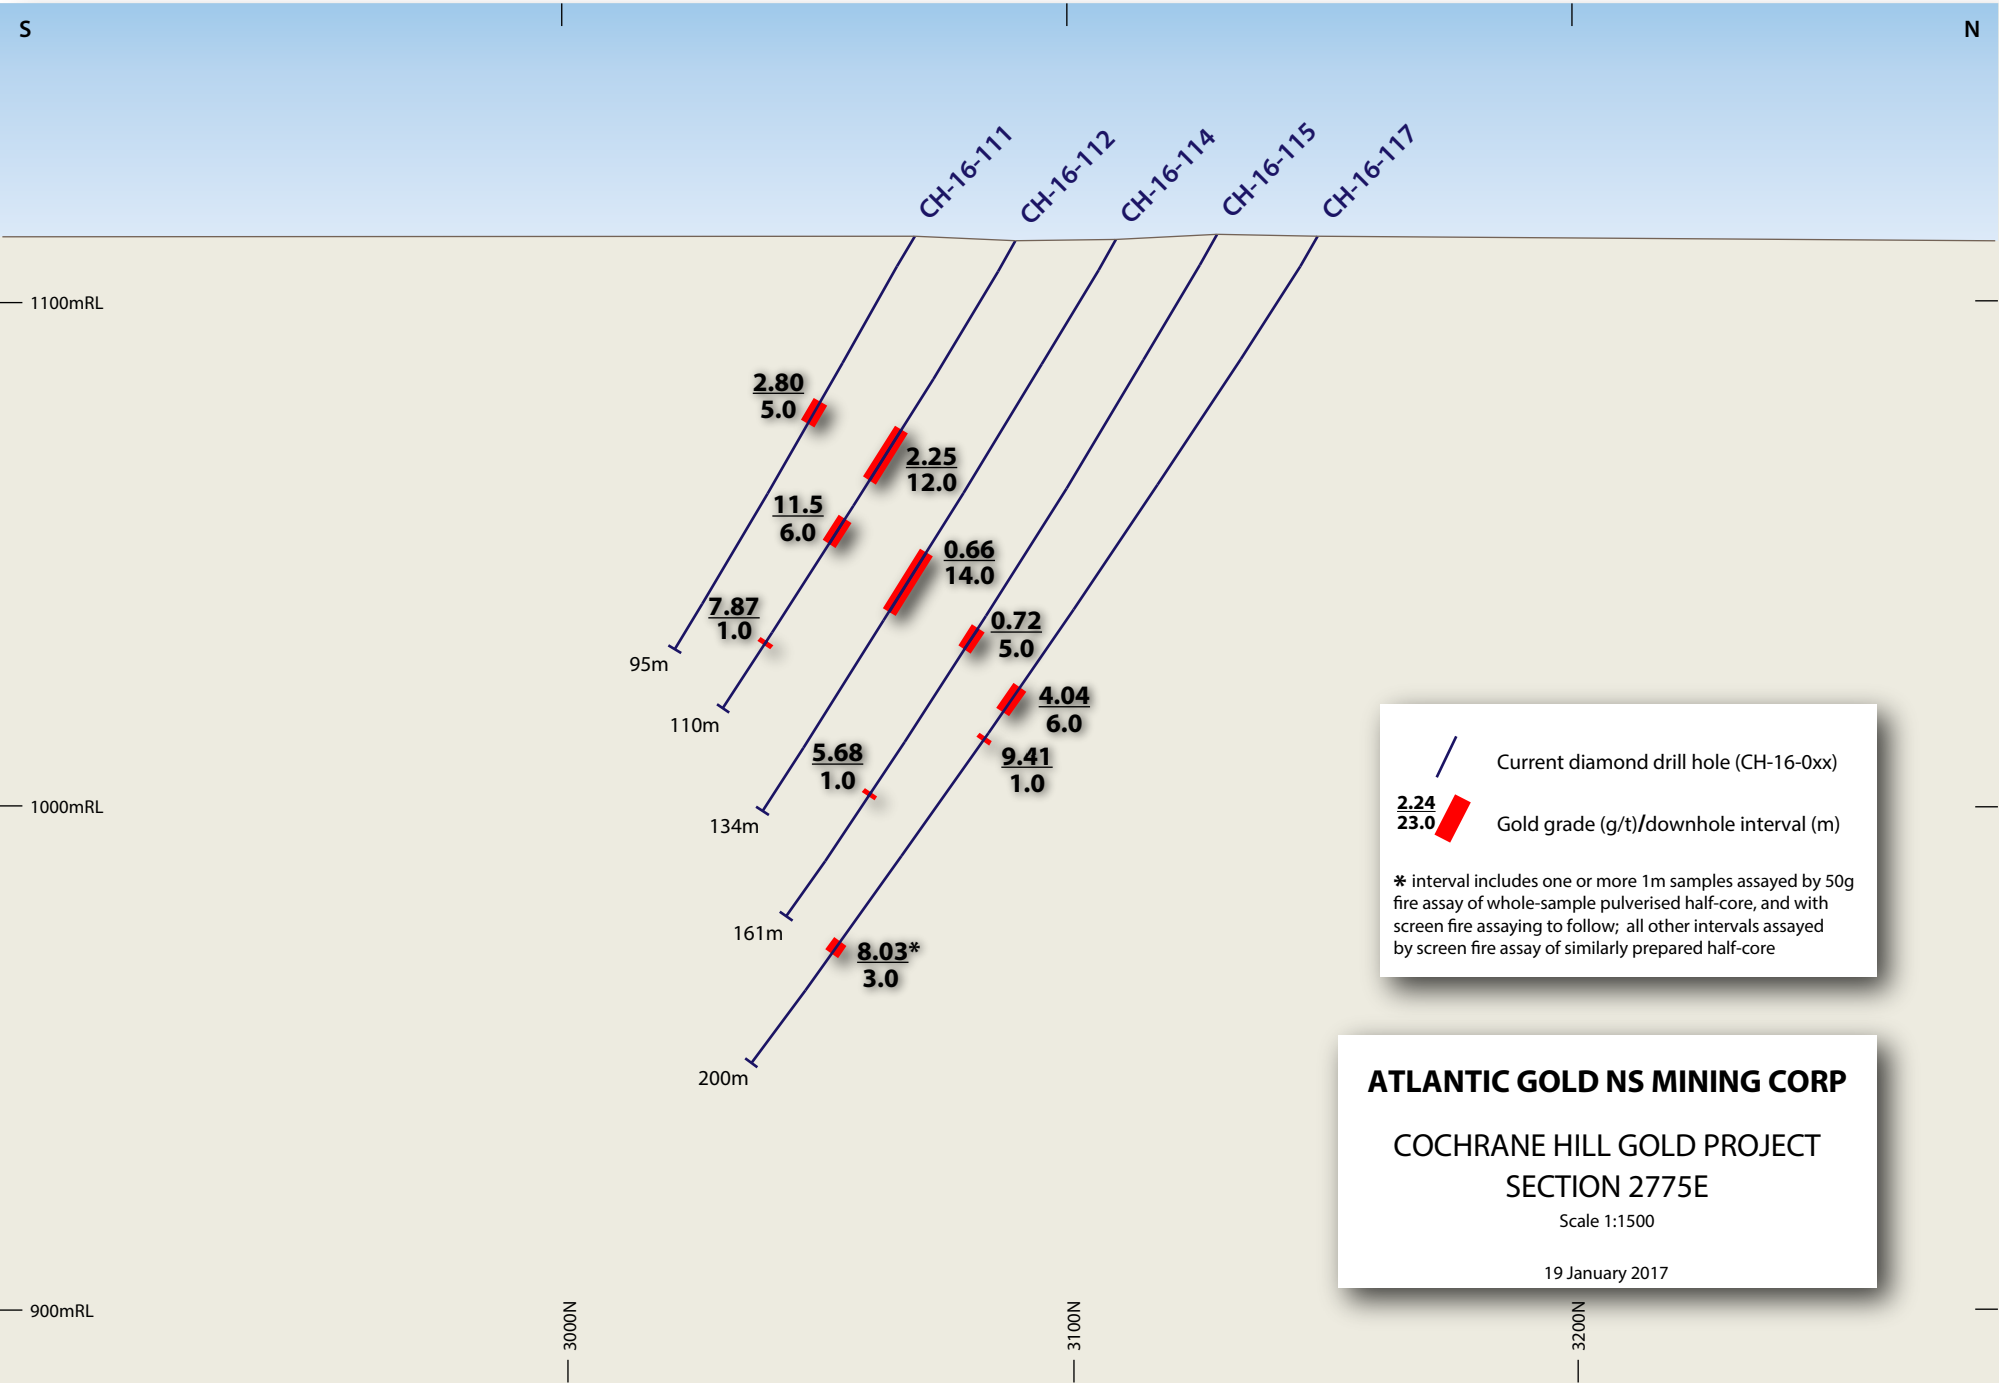 S
N
CH-16-111
CH-16-112
CH-16-114
CH-16-115
CH-16-117
1100mRL
2.80
5.0
2.25
12.0
11.5
6.0
0.66
14.0
7.87
1.0
0.72
5.0
95m
4.04
6.0
110m
5.68
1.0
9.41
1.0
1000mRL
134m
161m
8.03*
3.0
200m
Current diamond drill hole (CH-16-0xx)
2.24
23.0
Gold grade (g/t)/downhole interval (m)
* interval includes one or more 1m samples assayed by 50g
fire assay of whole-sample pulverised half-core, and with
screen fire assaying to follow; all other intervals assayed
by screen fire assay of similarly prepared half-core
ATLANTIC GOLD NS MINING CORP
COCHRANE HILL GOLD PROJECT
SECTION 2775E
Scale 1:1500
19 January 2017
900mRL
3000N
3100N
3200N